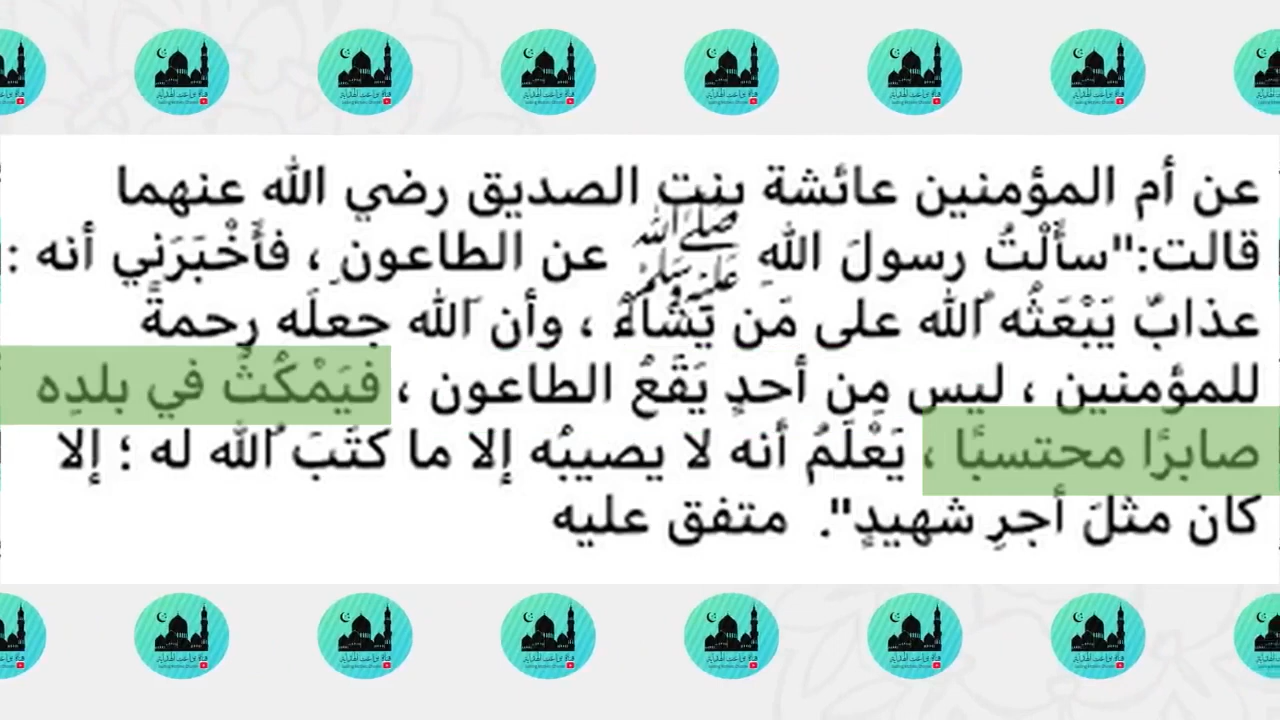 عن أم المؤمنين عائشة بنت الصديق رضي الله عنهما
قالت:"سألْتُ رسولَ اللهِ ﷺ عن الطاعون ، فأَخْبَرَني أنه :
عذابٌ يَبْعَثُه اللهُ على مَن يَشَاءُ ، وأن اللهَ جعلَه رحمةً
للمؤمنين ، ليس مِن أحدٍ يَقَعُ الطاعون ، فيَمْكُثُ في بلدِه
صابرًا محتسبًا ، يَعْلَمُ أنه لا يصيبُه إلا ما كتَبَ اللهُ له ؛ إلا
كان مثلَ أجرِ شهيدٍ". متفق عليه